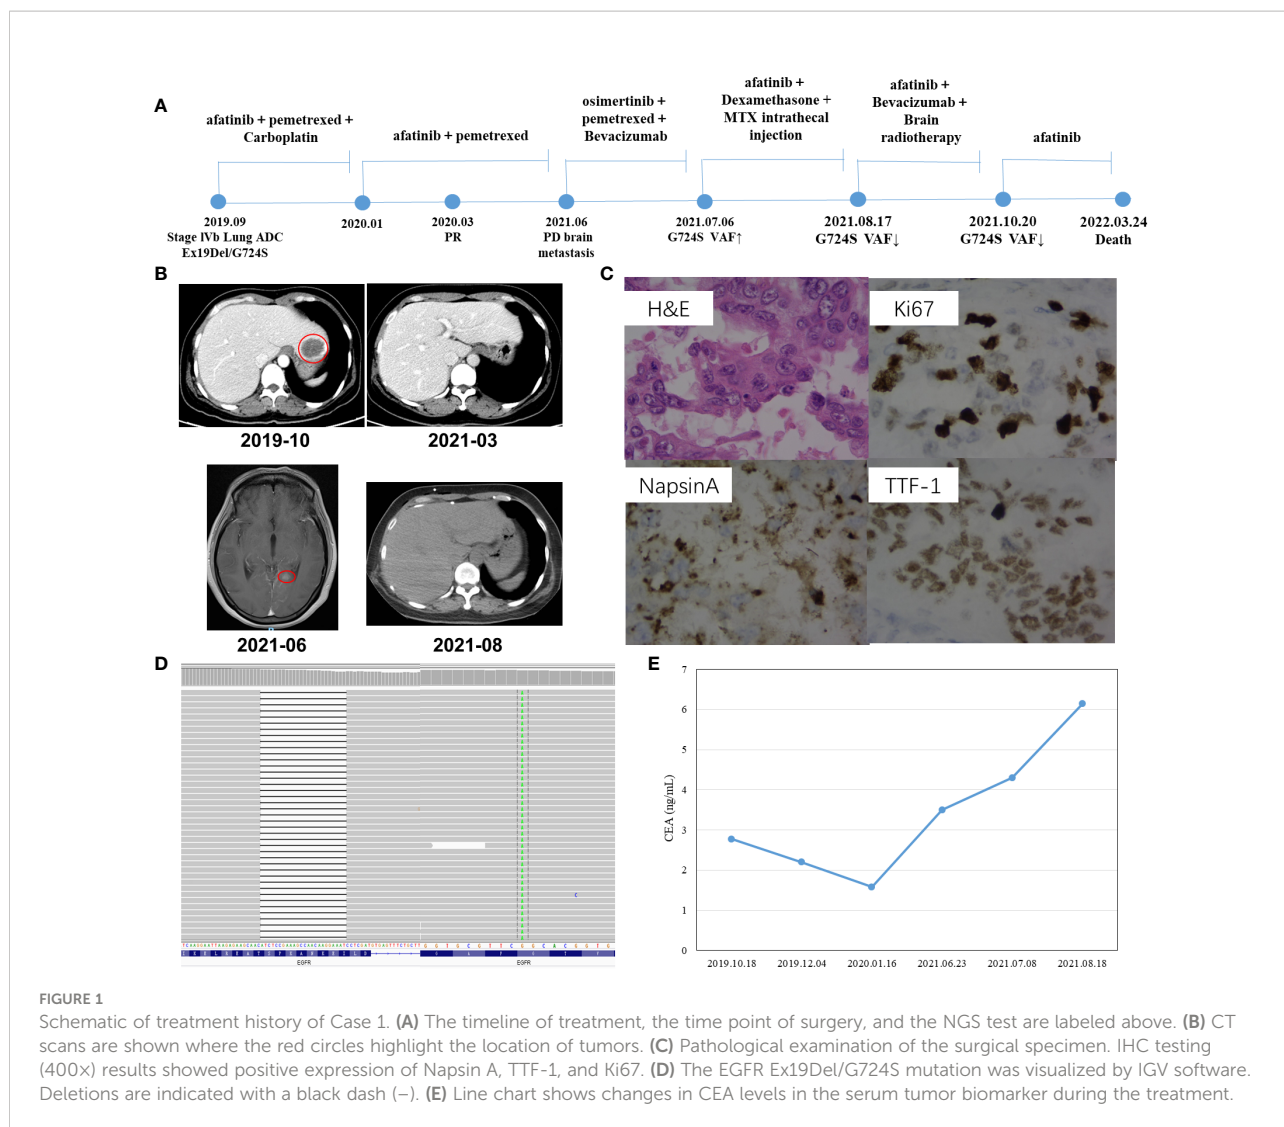 A
afatinib + pemetrexed +
Carboplatin
afatinib + pemetrexed
osimertinib +
pemetrexed +
Bevacizumab
afatinib +
Dexamethasone +
MTX intrathecal
injection
afatinib +
Bevacizumab +
Brain
radiotherapy
afatinib
2019.09
Stage IVb Lung ADC
Ex19Del/G724S
2020.01
2020.03
PR
2021.06
PD brain
metastasis
2021.07.06
G724S VAF↑
2021.08.17
G724S VAF↓
2021.10.20
G724S VAF↓
2022.03.24
Death
B
2019-10
2021-03
2021-06
2021-08
C
H&E
Ki67
NapsinA
TTF-1
D
C
G G T G C G T T C G G C A C G G T G
EGFR
EGFR
E
CEA (ng/mL)
7
6
5
4
3
2
1
0
2019.10.18
2019.12.04
2020.01.16
2021.06.23
2021.07.08
2021.08.18
FIGURE 1
Schematic of treatment history of Case 1. (A) The timeline of treatment, the time point of surgery, and the NGS test are labeled above. (B) CT
scans are shown where the red circles highlight the location of tumors. (C) Pathological examination of the surgical specimen. IHC testing
(400×) results showed positive expression of Napsin A, TTF-1, and Ki67. (D) The EGFR Ex19Del/G724S mutation was visualized by IGV software.
Deletions are indicated with a black dash (–). (E) Line chart shows changes in CEA levels in the serum tumor biomarker during the treatment.